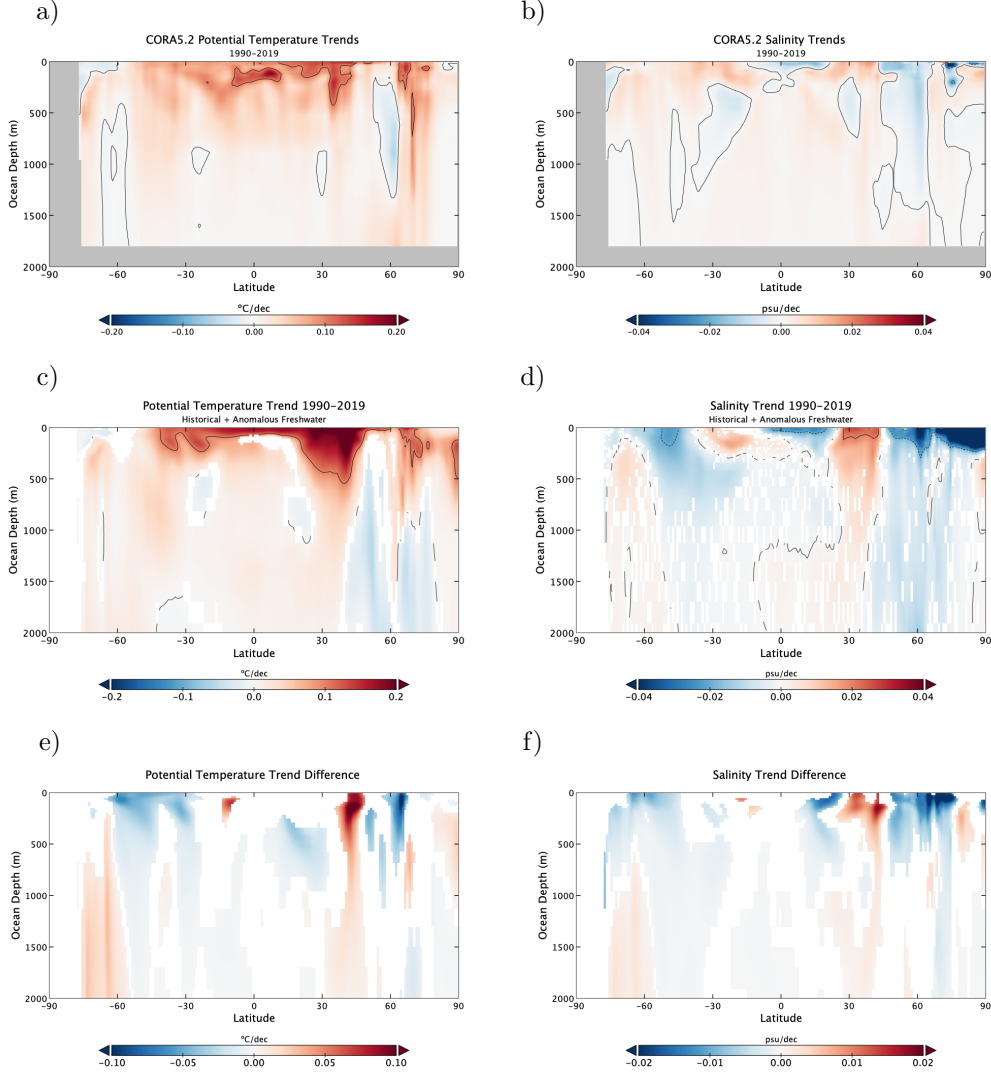 a)
CORA5.2 Potential Temperature Trends
1990-2019
0
500
1000
1500
2000
Ocean Depth (m)
-90 -60 -30 0 30 60 90
Latitude
°C/dec
-0.20 -0.10 0.00 0.10 0.20
b)
CORA5.2 Salinity Trends
1990-2019
0
500
1000
1500
2000
Ocean Depth (m)
-90 -60 -30 0 30 60 90
Latitude
psu/dec
-0.04 -0.02 0.00 0.02 0.04
c)
Potential Temperature Trend 1990-2019
Historical + Anomalous Freshwater
0
500
1000
1500
2000
Ocean Depth (m)
-90 -60 -30 0 30 60 90
Latitude
°C/dec
-0.2 -0.1 0.0 0.1 0.2
d)
Salinity Trend 1990-2019
Historical + Anomalous Freshwater
0
500
1000
1500
2000
Ocean Depth (m)
-90 -60 -30 0 30 60 90
Latitude
psu/dec
-0.04 -0.02 0.00 0.02 0.04
e)
Potential Temperature Trend Difference
0
500
1000
1500
2000
Ocean Depth (m)
-90 -60 -30 0 30 60 90
Latitude
°C/dec
-0.10 -0.05 0.00 0.05 0.10
f)
Salinity Trend Difference
0
500
1000
1500
2000
Ocean Depth (m)
-90 -60 -30 0 30 60 90
Latitude
psu/dec
-0.02 -0.01 0.00 0.01 0.02